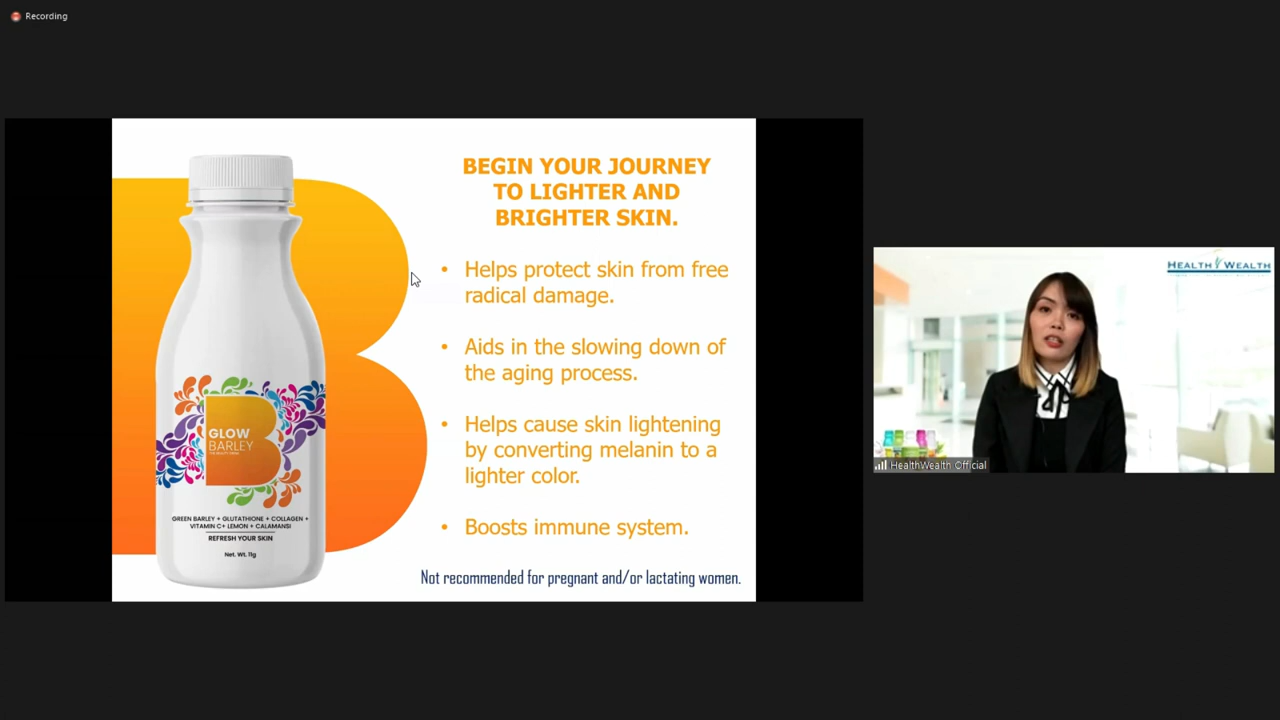 Recording
BEGIN YOUR JOURNEY
TO LIGHTER AND
BRIGHTER SKIN.
• Helps protect skin from free
radical damage.
• Aids in the slowing down of
the aging process.
• Helps cause skin lightening
by converting melanin to a
lighter color.
• Boosts immune system.
Not recommended for pregnant and/or lactating women.
GLOW
BARLEY
GREEN BARLEY + GLUTATHIONE + COLLAGEN +
VITAMIN C+ LEMON + CALAMANSI
REFRESH YOUR SKIN
Net. Wt. 11g
HEALTH WEALTH
HealthWealth Official